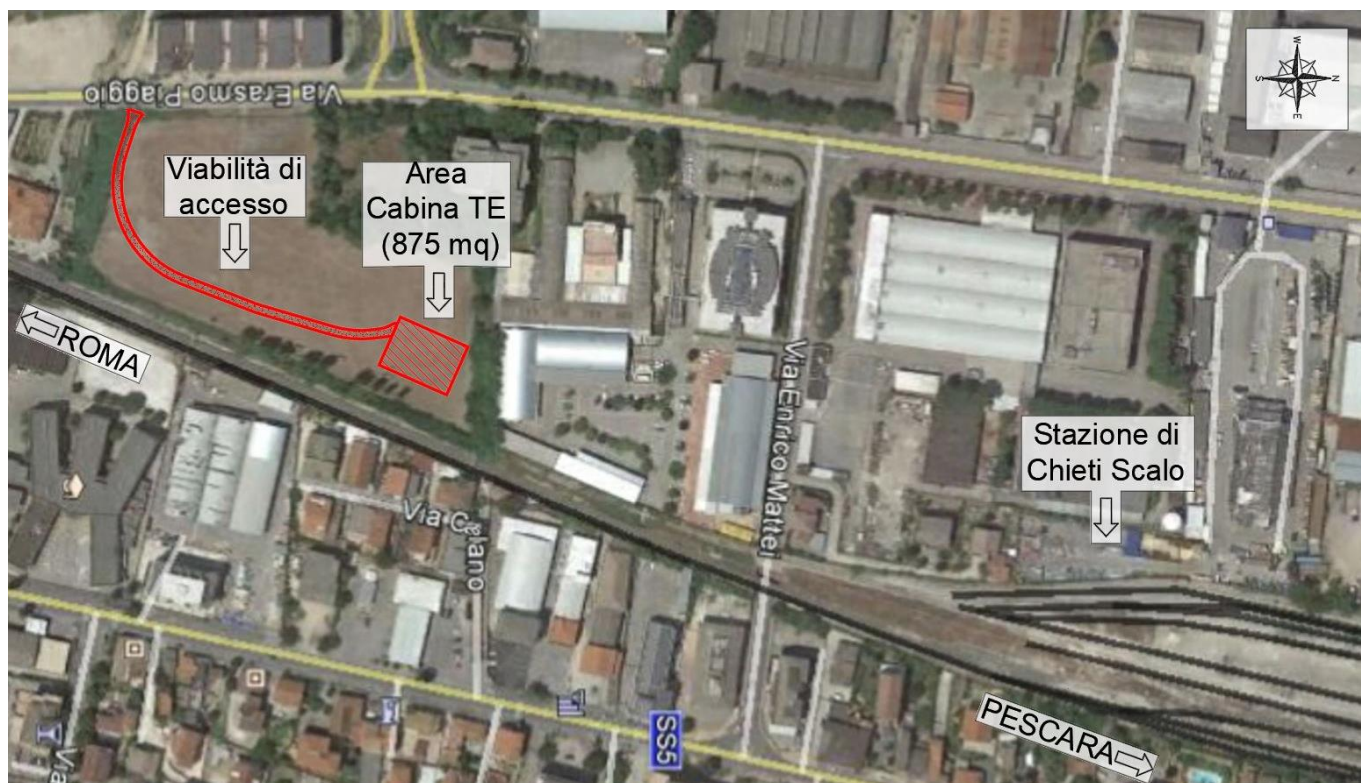 W
S
N
E
Via Erasmo Piaggio
Viabilità di
accesso
Area
Cabina TE
(875 mq)
ROMA
Via Enrico Mattei
Stazione di
Chieti Scalo
Via Celano
SS5
PESCARA
Via